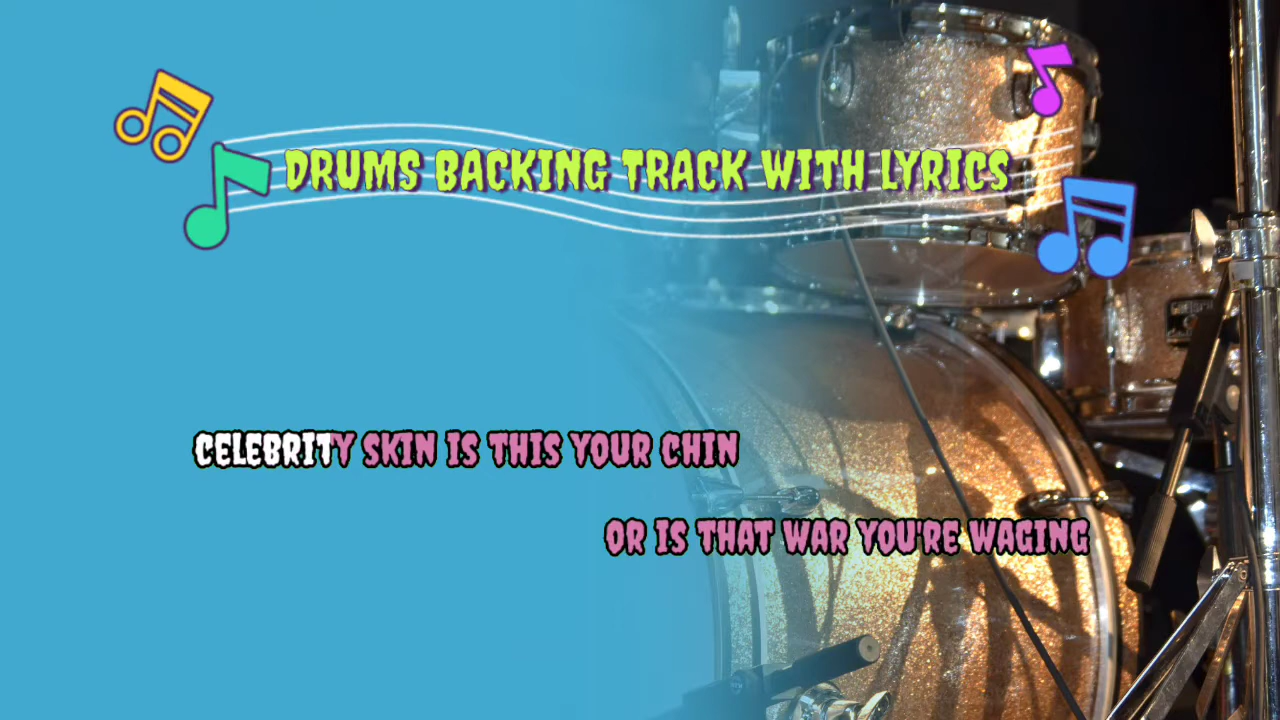 DRUMS BACKING TRACK WITH LYRICS
CELEBRITY SKIN IS THIS YOUR CHIN
OR IS THAT WAR YOU'RE WAGING